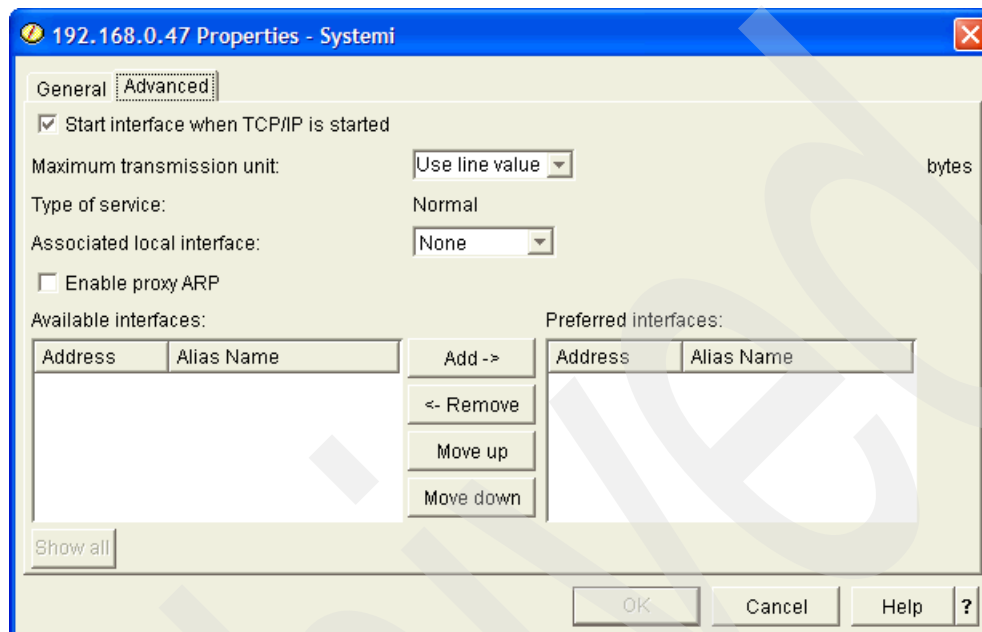 192.168.0.47 Properties - Systemi
General Advanced
Start interface when TCP/IP is started
Maximum transmission unit: Use line value bytes
Type of service: Normal
Associated local interface: None
Enable proxy ARP
Available interfaces: Preferred interfaces:
Address Alias Name Add -> Address Alias Name
<- Remove
Move up
Move down
Show all
OK Cancel Help ?